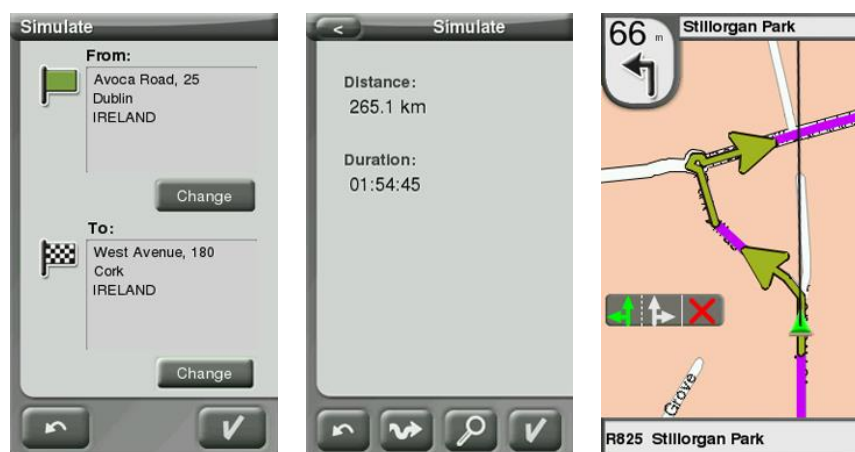 Simulate
From:
Avoca Road, 25
Dublin
IRELAND
Change
To:
West Avenue, 180
Cork
IRELAND
Change
<
Simulate
Distance:
265.1 km
Duration:
01:54:45
66 m
Stillorgan Park
Grove
R825 Stillorgan Park